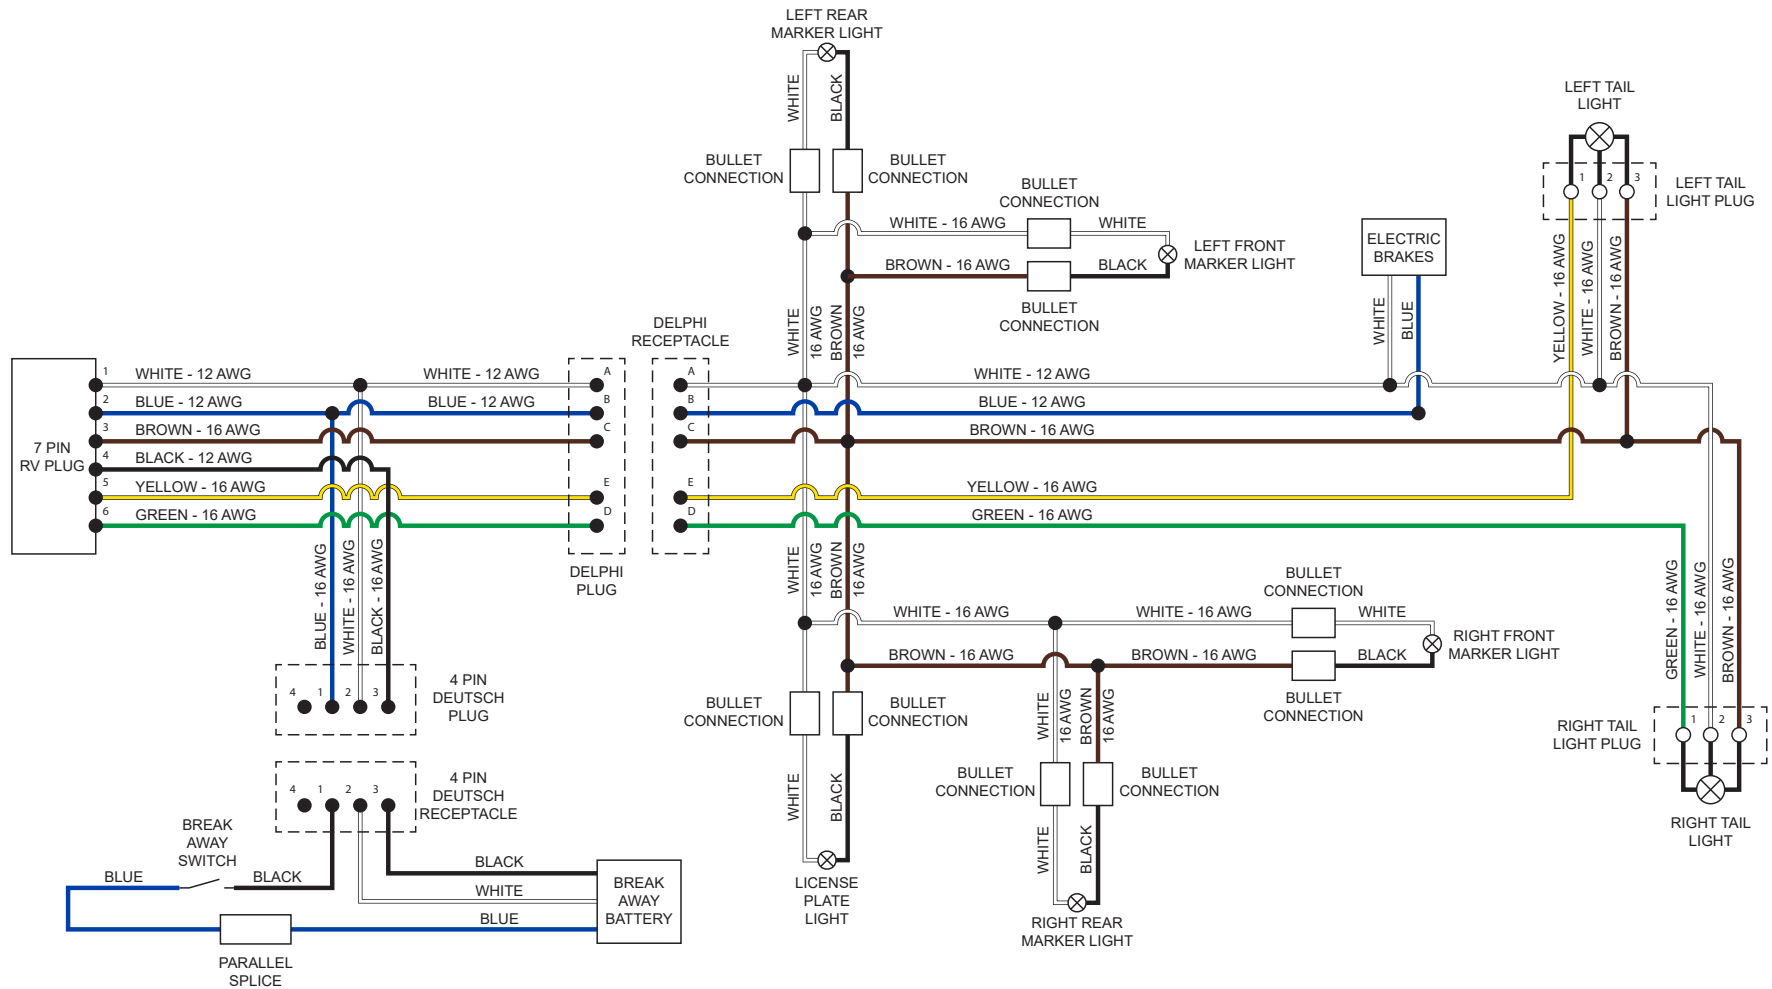 LEFT REAR
MARKER LIGHT
WHITE
BLACK
BULLET
CONNECTION
BULLET
CONNECTION
BULLET
CONNECTION
WHITE - 16 AWG
WHITE
LEFT FRONT
MARKER LIGHT
BROWN - 16 AWG
BLACK
BULLET
CONNECTION
WHITE
16 AWG
BROWN
16 AWG
ELECTRIC
BRAKES
WHITE
BLUE
LEFT TAIL
LIGHT
1
2
3
LEFT TAIL
LIGHT PLUG
YELLOW - 16 AWG
WHITE - 16 AWG
BROWN - 16 AWG
DELPHI
RECEPTACLE
7 PIN
RV PLUG
1
WHITE - 12 AWG
WHITE - 12 AWG
A
A
WHITE - 12 AWG
2
BLUE - 12 AWG
BLUE - 12 AWG
B
B
BLUE - 12 AWG
3
BROWN - 16 AWG
C
C
BROWN - 16 AWG
4
BLACK - 12 AWG
5
YELLOW - 16 AWG
E
E
YELLOW - 16 AWG
6
GREEN - 16 AWG
D
D
GREEN - 16 AWG
DELPHI
PLUG
BLUE - 16 AWG
WHITE - 16 AWG
BLACK - 16 AWG
4
1
2
3
4 PIN
DEUTSCH
PLUG
4
1
2
3
4 PIN
DEUTSCH
RECEPTACLE
BREAK
AWAY
SWITCH
BLUE
BLACK
BLACK
WHITE
BLUE
BREAK
AWAY
BATTERY
PARALLEL
SPLICE
WHITE
16 AWG
BROWN
16 AWG
WHITE - 16 AWG
WHITE - 16 AWG
BULLET
CONNECTION
WHITE
RIGHT FRONT
MARKER LIGHT
BROWN - 16 AWG
BROWN - 16 AWG
BLACK
BULLET
CONNECTION
BULLET
CONNECTION
BULLET
CONNECTION
WHITE
BLACK
LICENSE
PLATE
LIGHT
WHITE
16 AWG
BROWN
16 AWG
BULLET
CONNECTION
BULLET
CONNECTION
WHITE
BLACK
RIGHT REAR
MARKER LIGHT
GREEN - 16 AWG
WHITE - 16 AWG
BROWN - 16 AWG
RIGHT TAIL
LIGHT PLUG
1
2
3
RIGHT TAIL
LIGHT